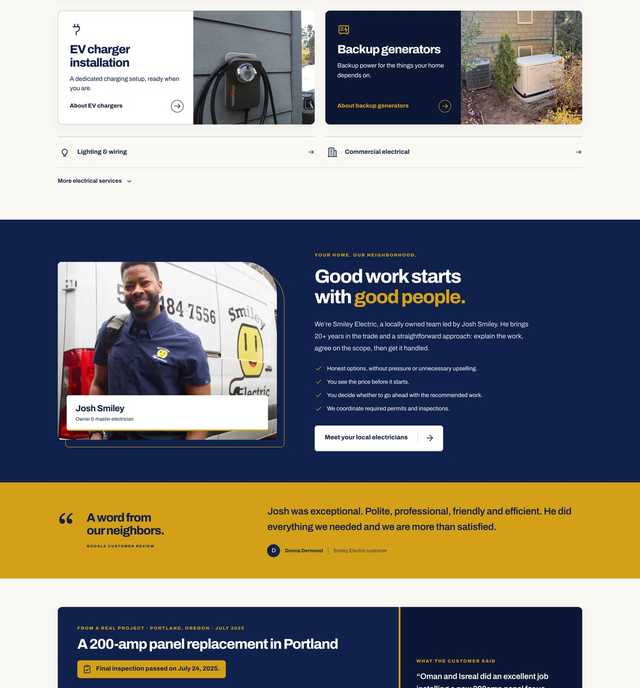 EV charger
installation
A dedicated charging setup, ready when
you are.
About EV chargers
Backup generators
Backup power for the things your home
depends on.
About backup generators
Lighting & wiring
Commercial electrical
More electrical services
YOUR HOME. OUR NEIGHBORHOOD.
Good work starts
with good people.
We're Smiley Electric, a locally owned team led by Josh Smiley. He brings
20+ years in the trade and a straightforward approach: explain the work,
agree on the scope, then get it handled.
Honest options, without pressure or unnecessary upselling.
You see the price before it starts.
You decide whether to go ahead with the recommended work.
We coordinate required permits and inspections.
Meet your local electricians
484 7556
Smiley
Electric
Josh Smiley
Owner & master electrician
A word from
our neighbors.
GOOGLE CUSTOMER REVIEW
Josh was exceptional. Polite, professional, friendly and efficient. He did
everything we needed and we are more than satisfied.
D
Donna Dermond
Smiley Electric customer
FROM A REAL PROJECT · PORTLAND, OREGON · JULY 2025
A 200-amp panel replacement in Portland
Final inspection passed on July 24, 2025.
WHAT THE CUSTOMER SAID
"Oman and Isreal did an excellent job